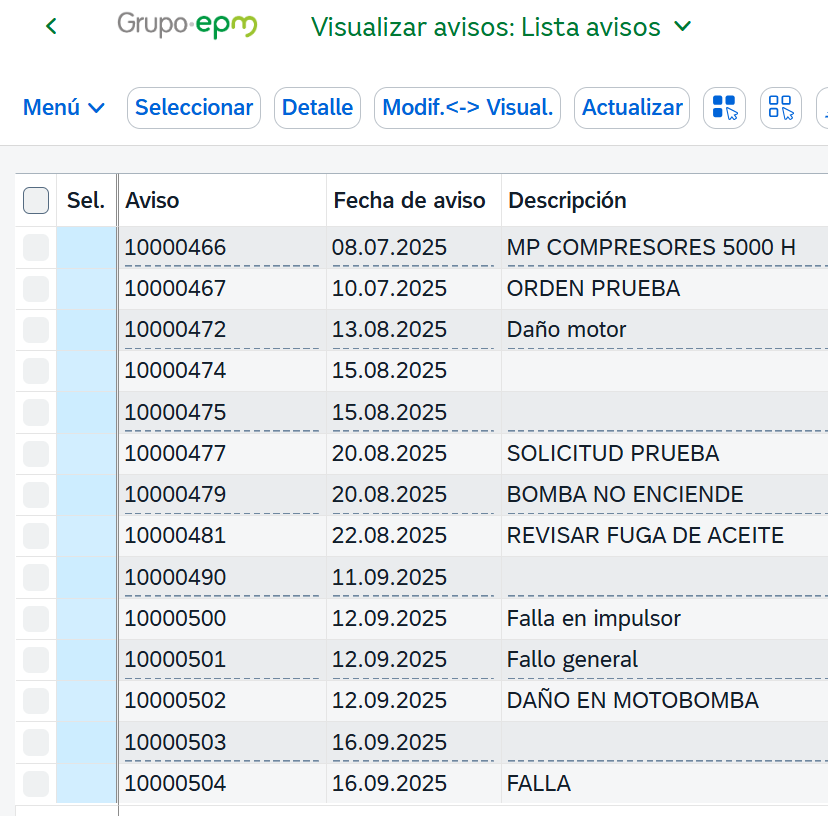 Grupo·epm Visualizar avisos: Lista avisos
Menú Seleccionar Detalle Modif.<-> Visual. Actualizar
Sel. Aviso Fecha de aviso Descripción
10000466 08.07.2025 MP COMPRESORES 5000 H
10000467 10.07.2025 ORDEN PRUEBA
10000472 13.08.2025 Daño motor
10000474 15.08.2025
10000475 15.08.2025
10000477 20.08.2025 SOLICITUD PRUEBA
10000479 20.08.2025 BOMBA NO ENCIENDE
10000481 22.08.2025 REVISAR FUGA DE ACEITE
10000490 11.09.2025
10000500 12.09.2025 Falla en impulsor
10000501 12.09.2025 Fallo general
10000502 12.09.2025 DAÑO EN MOTOBOMBA
10000503 16.09.2025
10000504 16.09.2025 FALLA